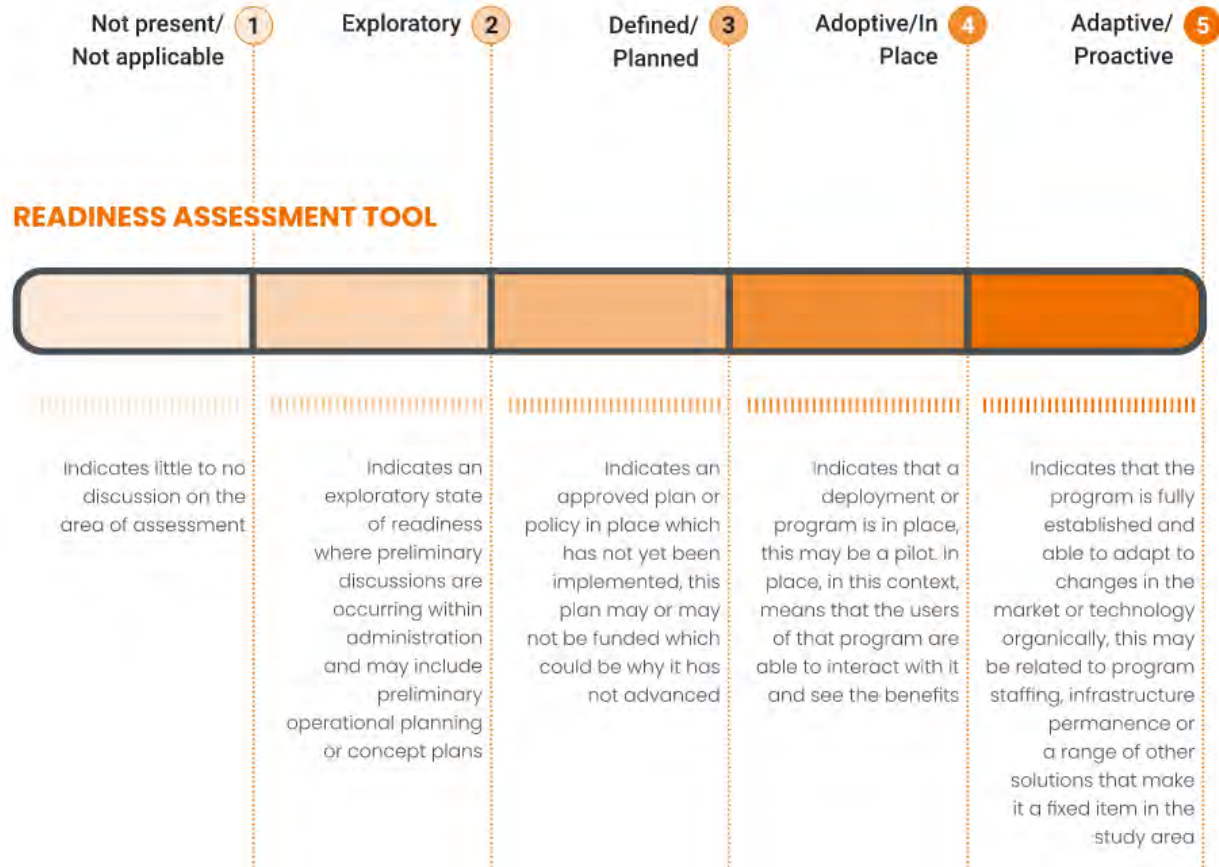 Not present/
Not applicable
1
Exploratory
2
Defined/
Planned
3
Adoptive/In
Place
4
Adaptive/
Proactive
5
READINESS ASSESSMENT TOOL
Indicates little to no
discussion on the
area of assessment
Indicates an
exploratory state
of readiness
where preliminary
discussions are
occurring within
administration
and may include
preliminary
operational planning
or concept plans
Indicates an
approved plan or
policy in place which
has not yet been
implemented, this
plan may or may
not be funded which
could be why it has
not advanced
Indicates that a
deployment or
program is in place,
this may be a pilot. In
place, in this context,
means that the users
of that program are
able to interact with it
and see the benefits
Indicates that the
program is fully
established and
able to adapt to
changes in the
market or technology
organically, this may
be related to program
staffing, infrastructure
permanence or
a range of other
solutions that make
it a fixed item in the
study area